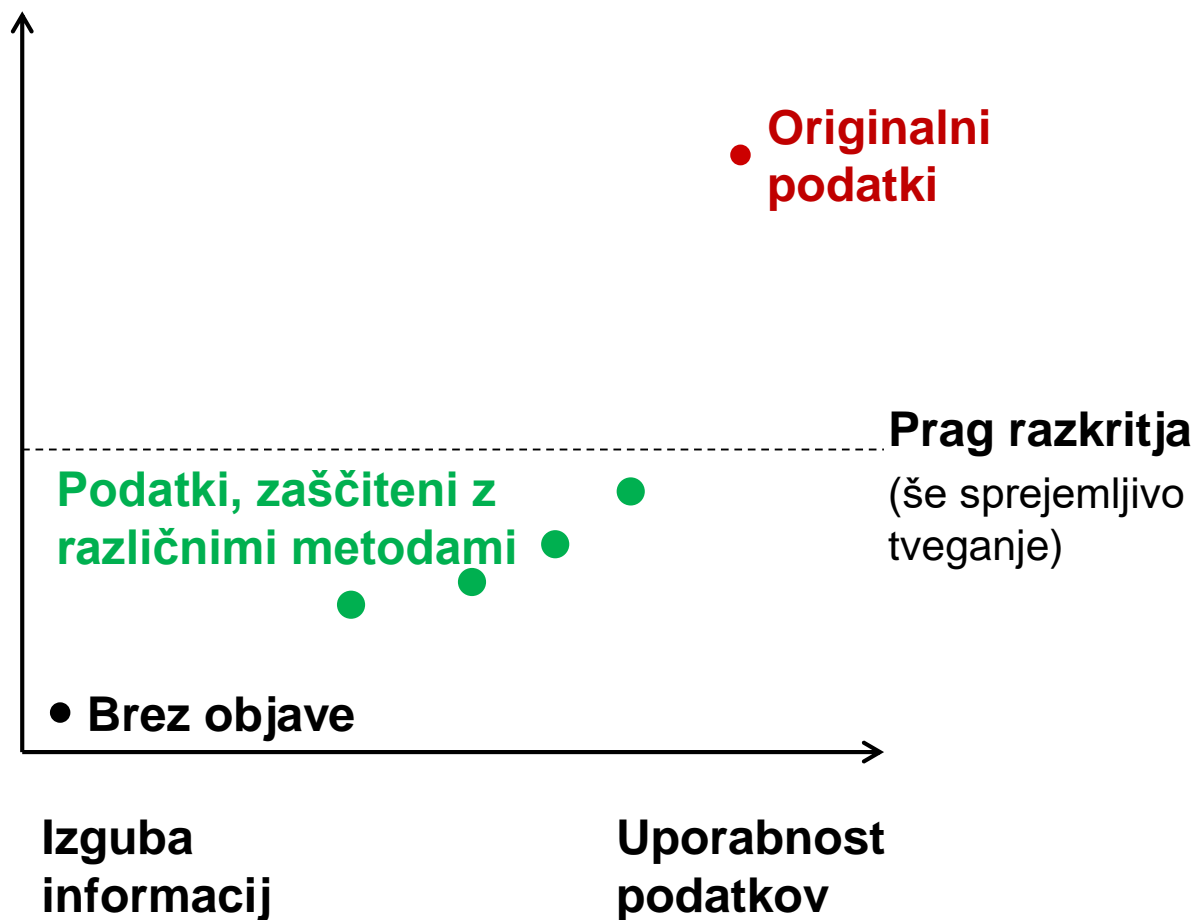 Originalni
podatki
Prag razkritja
(še sprejemljivo
tveganje)
Podatki, zaščiteni z
različnimi metodami
Brez objave
Izguba
informacij
Uporabnost
podatkov